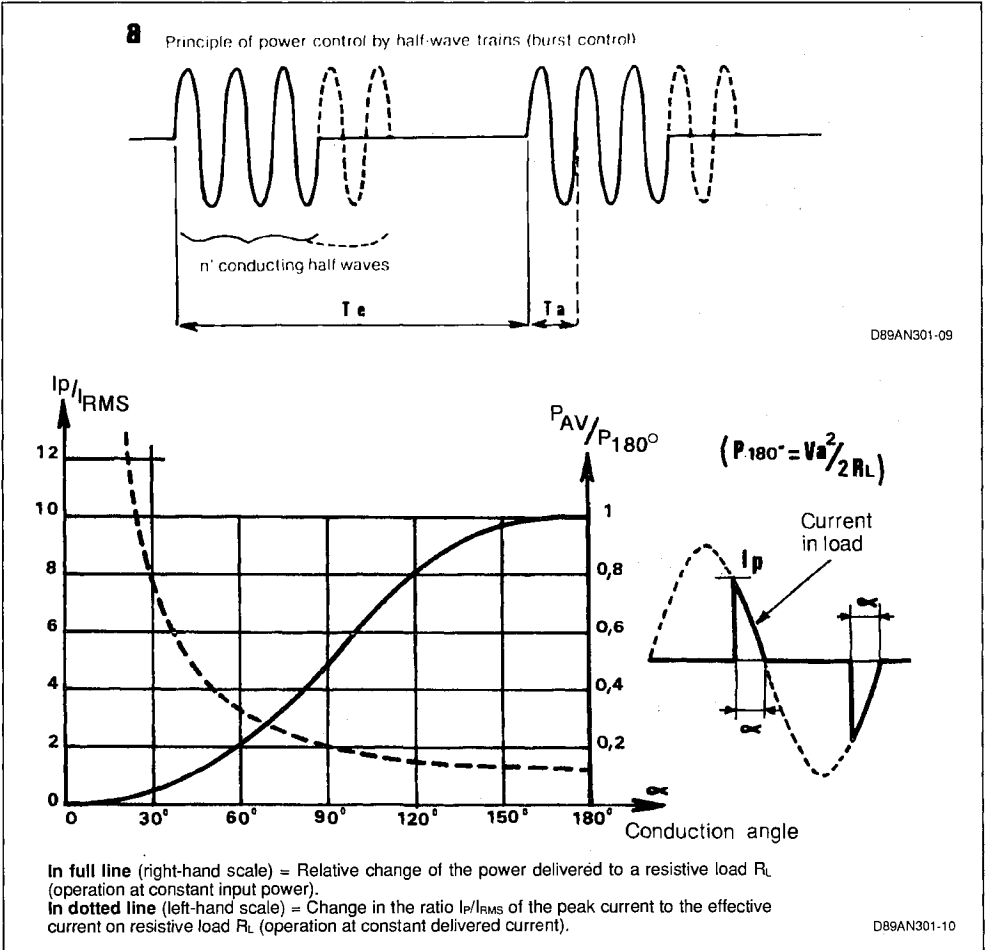 a Principle of power control by half-wave trains (burst control)
n' conducting half waves
Te
Ta
D89AN301-09
Ip/IRMS
PAV/P180°
(P.180° = Va²/2 RL)
12
10
8
6
4
2
0
1
0,8
0,6
0,4
0,2
0
30°
60°
90°
120°
150°
180°
α
Conduction angle
Current
in load
Ip
α
α
In full line (right-hand scale) = Relative change of the power delivered to a resistive load RL
(operation at constant input power).
In dotted line (left-hand scale) = Change in the ratio IP/IRMS of the peak current to the effective
current on resistive load RL (operation at constant delivered current).
D89AN301-10